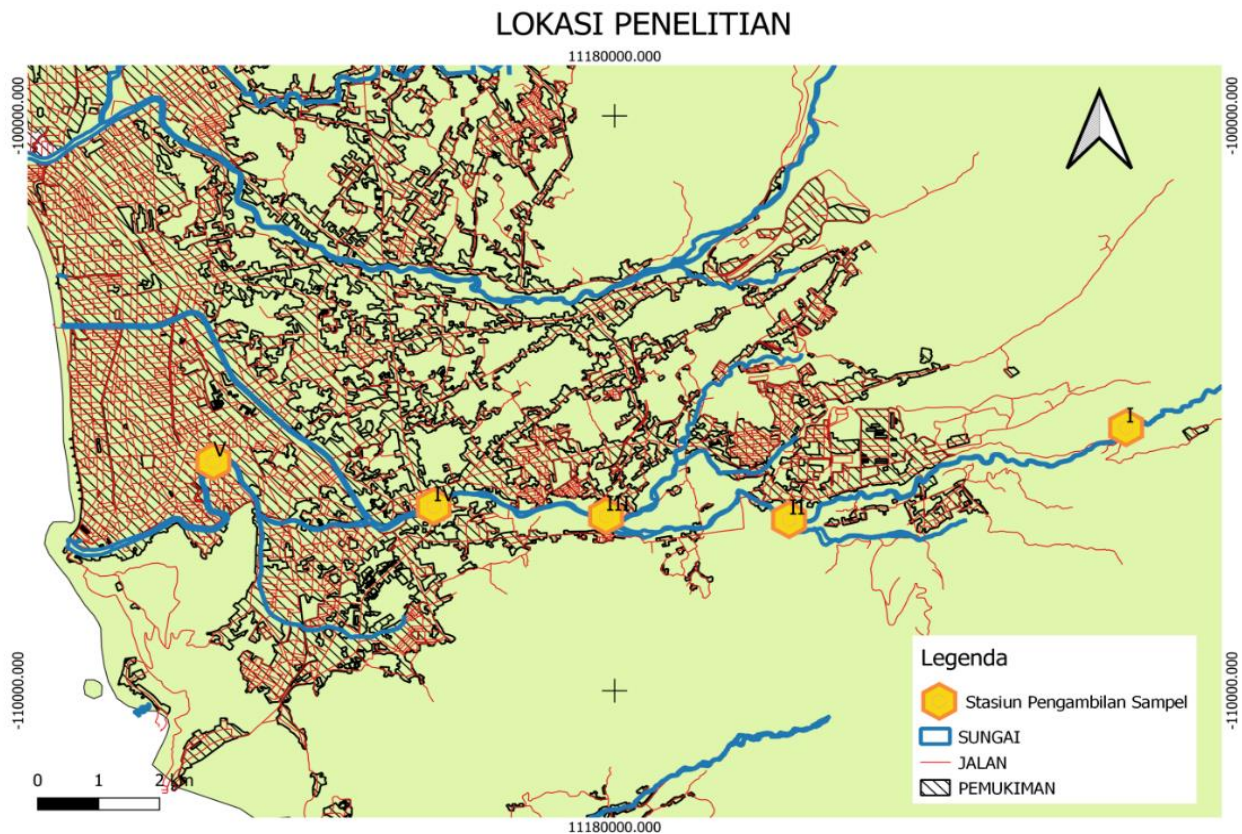 LOKASI PENELITIAN
11180000.000
-100000.000
-100000.000
I
V
IV
III
II
-110000.000
-110000.000
Legenda
Stasiun Pengambilan Sampel
SUNGAI
JALAN
PEMUKIMAN
0 1 2 km
11180000.000